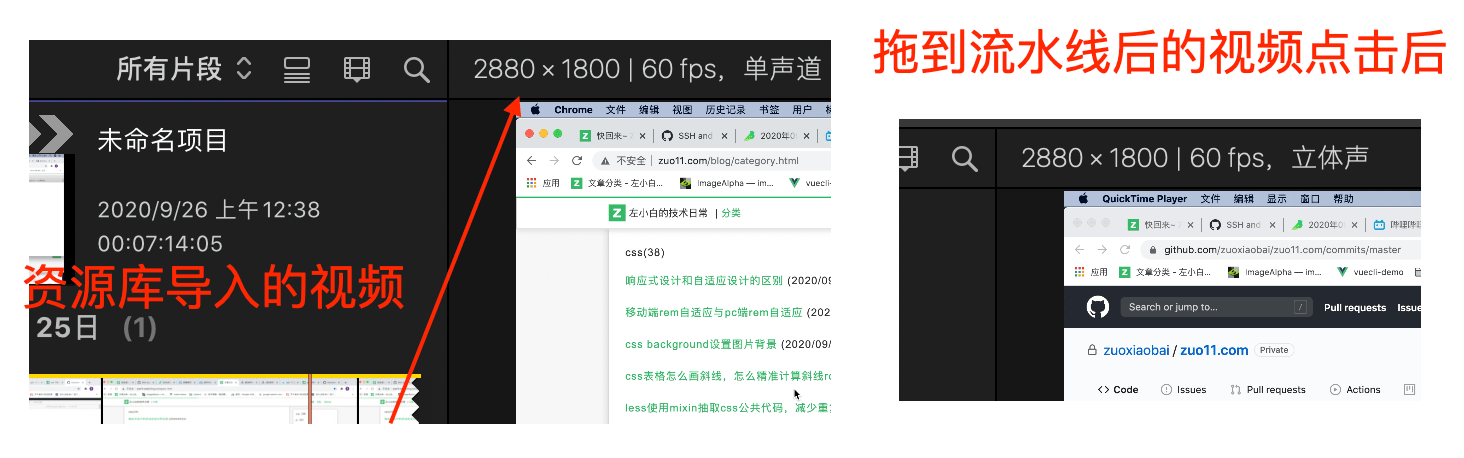 拖到流水线后的视频点击后
所有片段
2880 × 1800 | 60 fps，单声道
未命名项目
2020/9/26 上午12:38
00:07:14:05
资源库导入的视频
25日 (1)
Chrome 文件 编辑 视图 历史记录 书签 用户
快回来~ SSH and 2020年0
不安全 | zuo11.com/blog/category.html
应用 文章分类 - 左小白... ImageAlpha — im... vuecli-
左小白的技术日常 | 分类
css(38)
响应式设计和自适应设计的区别 (2020/09
移动端rem自适应与pc端rem自适应 (202
css background设置图片背景 (2020/09/
css表格怎么画斜线，怎么精准计算斜线ro
less使用mixin抽取css公共代码，减少重
2880 × 1800 | 60 fps，立体声
QuickTime Player 文件 编辑 显示 窗口 帮助
快回来~ SSH and 2020年0 哔哩哔
github.com/zuoxiaobai/zuo11.com/commits/master
应用 文章分类 - 左小白... ImageAlpha — im... vuecli-demo
Search or jump to... / Pull requests Issue
zuoxiaobai / zuo11.com Private
Code Issues Pull requests Actions